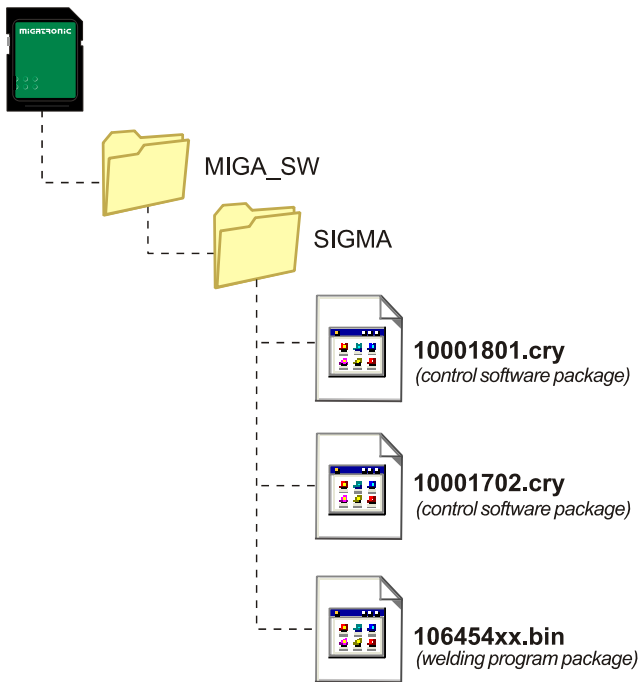 MIGATRONIC
MIGA_SW
SIGMA
10001801.cry
(control software package)
10001702.cry
(control software package)
106454xx.bin
(welding program package)